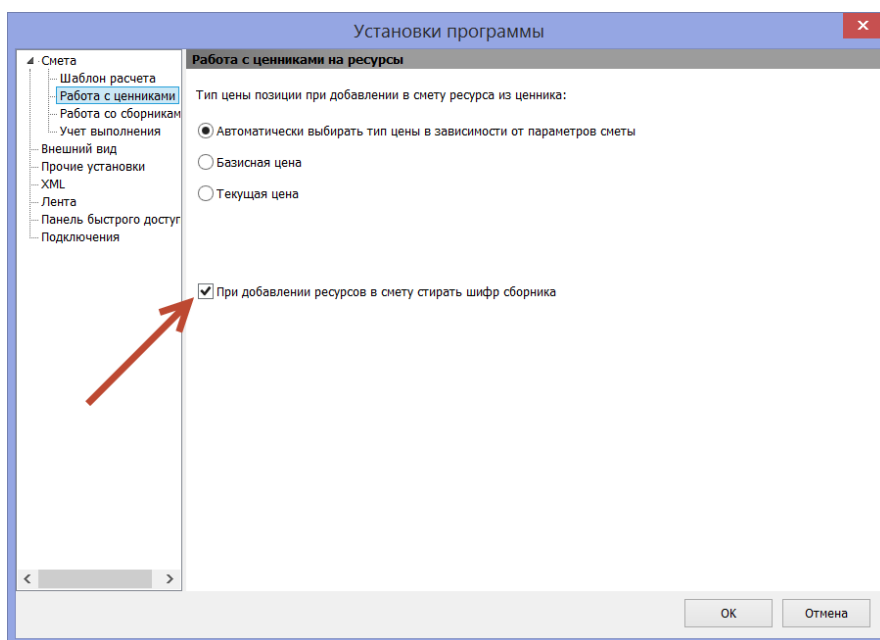 Установки программы
Смета
Шаблон расчета
Работа с ценниками
Работа со сборникам
Учет выполнения
Внешний вид
Прочие установки
XML
Лента
Панель быстрого доступ
Подключения
Работа с ценниками на ресурсы
Тип цены позиции при добавлении в смету ресурса из ценника:
Автоматически выбирать тип цены в зависимости от параметров сметы
Базисная цена
Текущая цена
При добавлении ресурсов в смету стирать шифр сборника
ОК
Отмена